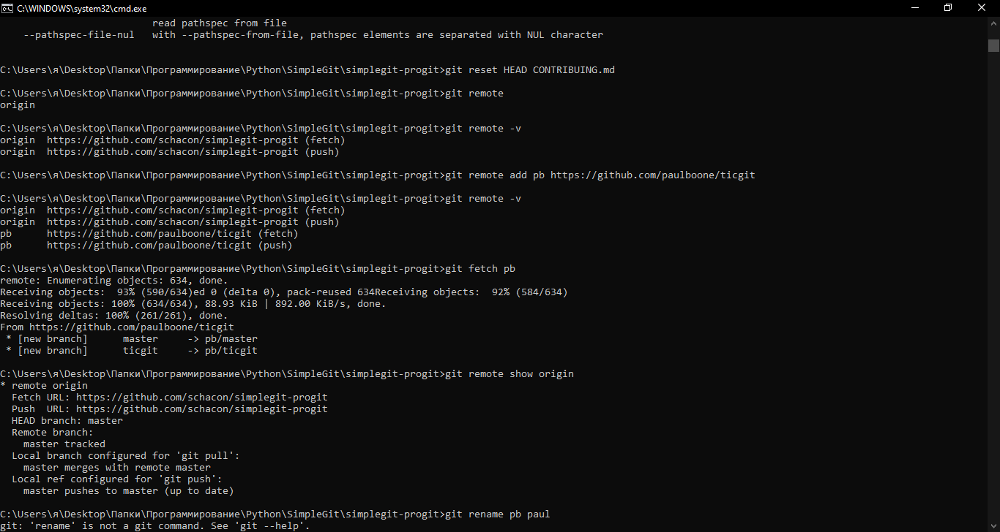 C:\WINDOWS\system32\cmd.exe
read pathspec from file
--pathspec-file-nul   with --pathspec-from-file, pathspec elements are separated with NUL character
C:\Users\я\Desktop\Папки\Программирование\Python\SimpleGit\simplegit-progit>git reset HEAD CONTRIBUING.md
C:\Users\я\Desktop\Папки\Программирование\Python\SimpleGit\simplegit-progit>git remote
origin
C:\Users\я\Desktop\Папки\Программирование\Python\SimpleGit\simplegit-progit>git remote -v
origin  https://github.com/schacon/simplegit-progit (fetch)
origin  https://github.com/schacon/simplegit-progit (push)
C:\Users\я\Desktop\Папки\Программирование\Python\SimpleGit\simplegit-progit>git remote add pb https://github.com/paulboone/ticgit
C:\Users\я\Desktop\Папки\Программирование\Python\SimpleGit\simplegit-progit>git remote -v
origin  https://github.com/schacon/simplegit-progit (fetch)
origin  https://github.com/schacon/simplegit-progit (push)
pb      https://github.com/paulboone/ticgit (fetch)
pb      https://github.com/paulboone/ticgit (push)
C:\Users\я\Desktop\Папки\Программирование\Python\SimpleGit\simplegit-progit>git fetch pb
remote: Enumerating objects: 634, done.
Receiving objects:  93% (590/634)ed 0 (delta 0), pack-reused 634Receiving objects:  92% (584/634)
Receiving objects: 100% (634/634), 88.93 KiB | 892.00 KiB/s, done.
Resolving deltas: 100% (261/261), done.
From https://github.com/paulboone/ticgit
 * [new branch]      master     -> pb/master
 * [new branch]      ticgit     -> pb/ticgit
C:\Users\я\Desktop\Папки\Программирование\Python\SimpleGit\simplegit-progit>git remote show origin
* remote origin
  Fetch URL: https://github.com/schacon/simplegit-progit
  Push  URL: https://github.com/schacon/simplegit-progit
  HEAD branch: master
  Remote branch:
    master tracked
  Local branch configured for 'git pull':
    master merges with remote master
  Local ref configured for 'git push':
    master pushes to master (up to date)
C:\Users\я\Desktop\Папки\Программирование\Python\SimpleGit\simplegit-progit>git rename pb paul
git: 'rename' is not a git command. See 'git --help'.